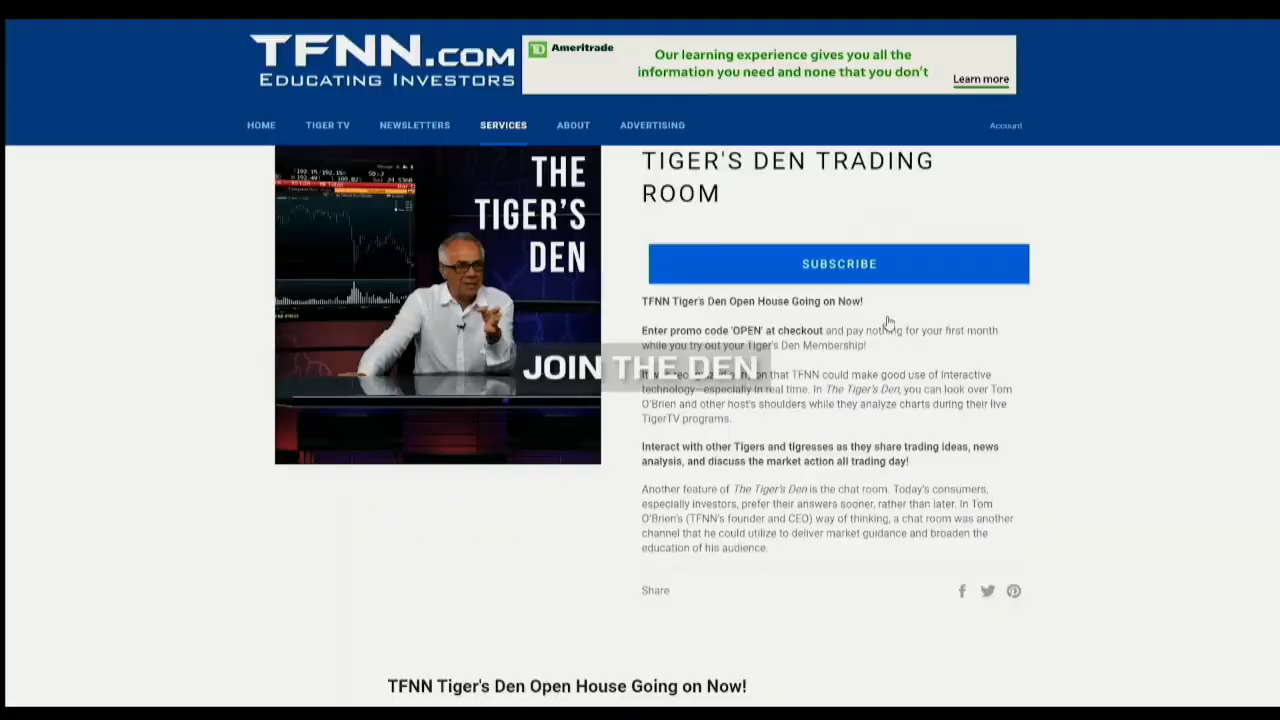 TFNN.COM
EDUCATING INVESTORS
TD Ameritrade
Our learning experience gives you all the
information you need and none that you don't
Learn more
HOME TIGER TV NEWSLETTERS SERVICES ABOUT ADVERTISING Account
THE
TIGER'S
DEN
TIGER'S DEN TRADING
ROOM
SUBSCRIBE
TFNN Tiger's Den Open House Going on Now!
Enter promo code 'OPEN' at checkout and pay nothing for your first month
while you try out your Tiger's Den Membership!
JOIN THE DEN
on that TFNN could make good use of interactive
technology—especially in real time. In The Tiger's Den, you can look over Tom
O'Brien and other host's shoulders while they analyze charts during their live
TigerTV programs.
Interact with other Tigers and tigresses as they share trading ideas, news
analysis, and discuss the market action all trading day!
Another feature of The Tiger's Den is the chat room. Today's consumers,
especially investors, prefer their answers sooner, rather than later. In Tom
O'Brien's (TFNN's founder and CEO) way of thinking, a chat room was another
channel that he could utilize to deliver market guidance and broaden the
education of his audience.
Share
TFNN Tiger's Den Open House Going on Now!